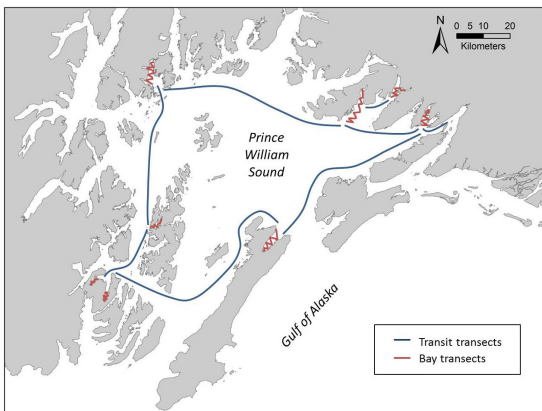 N
0 5 10 20
Kilometers
Prince
William
Sound
Gulf of Alaska
Transit transects
Bay transects